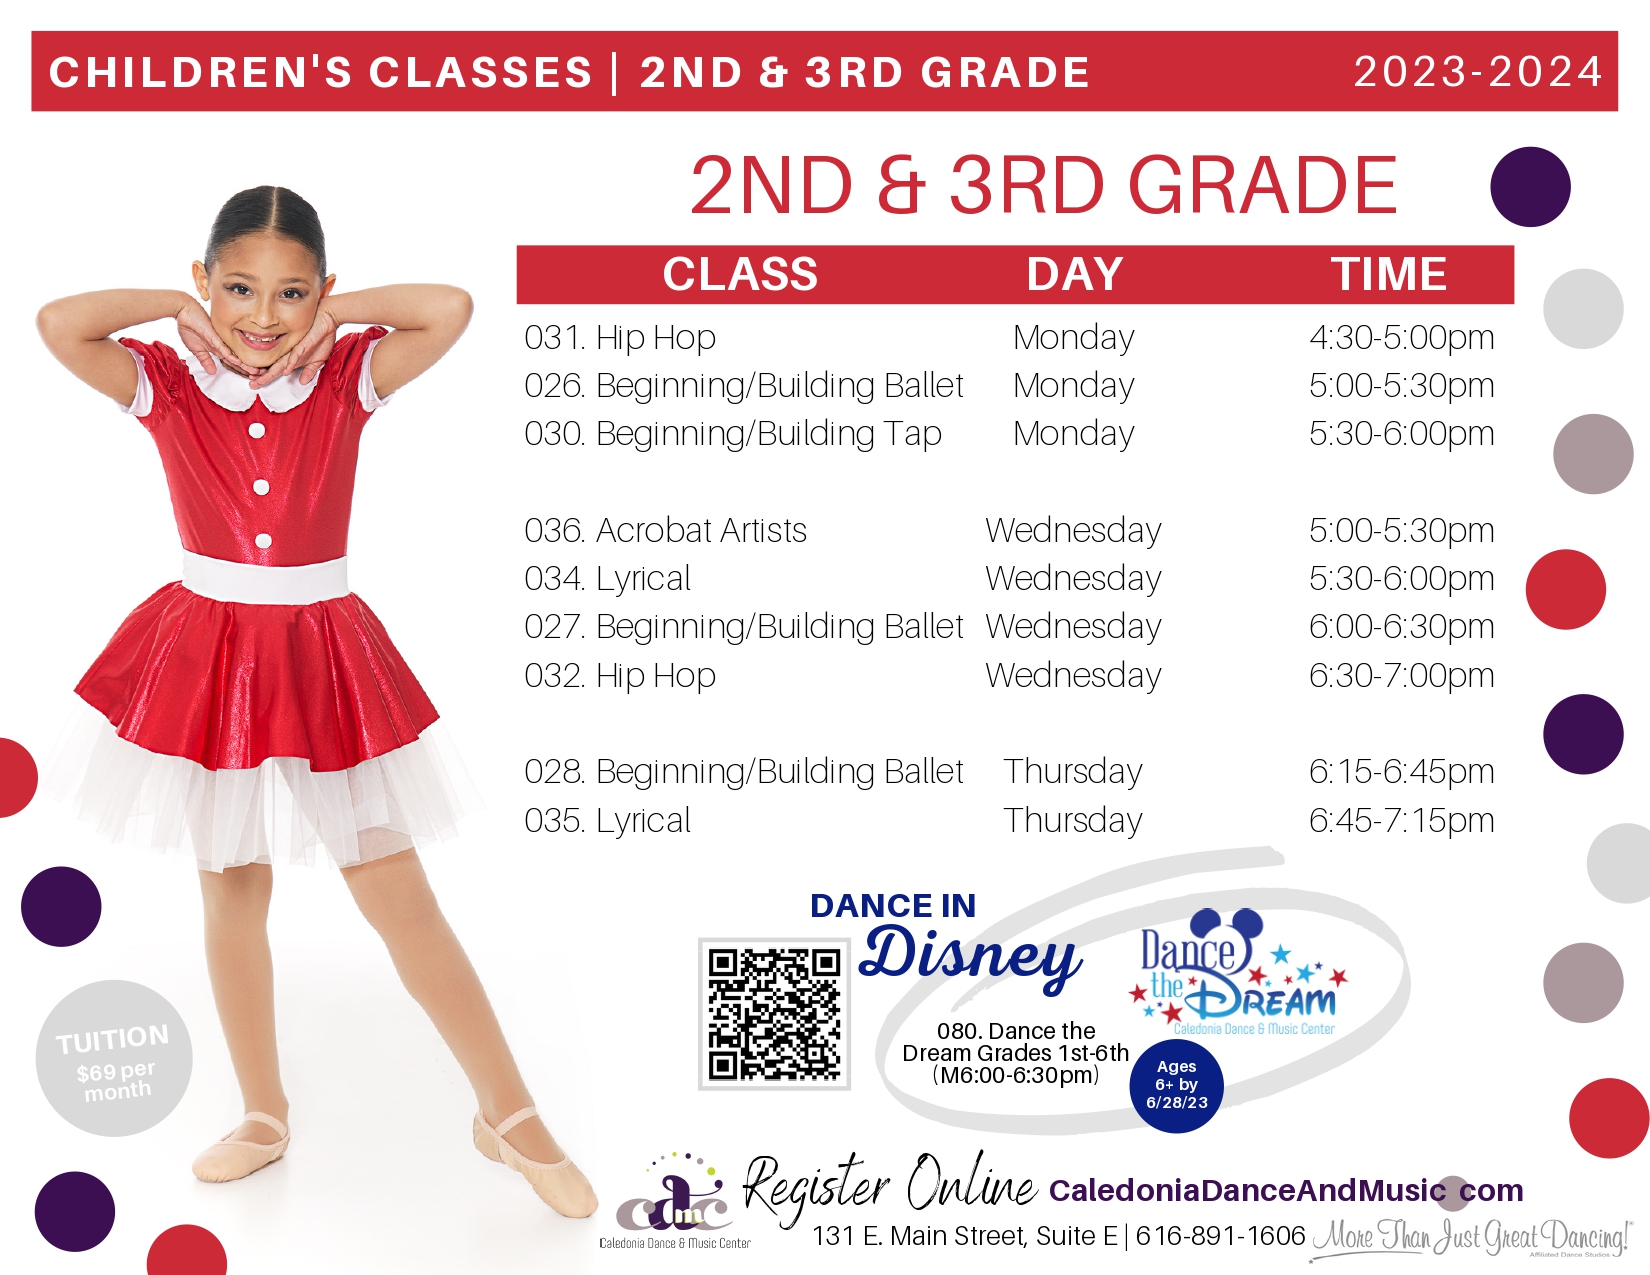 CHILDREN'S CLASSES | 2ND & 3RD GRADE 2023-2024
2ND & 3RD GRADE
CLASS DAY TIME
031. Hip Hop Monday 4:30-5:00pm
026. Beginning/Building Ballet Monday 5:00-5:30pm
030. Beginning/Building Tap Monday 5:30-6:00pm
036. Acrobat Artists Wednesday 5:00-5:30pm
034. Lyrical Wednesday 5:30-6:00pm
027. Beginning/Building Ballet Wednesday 6:00-6:30pm
032. Hip Hop Wednesday 6:30-7:00pm
028. Beginning/Building Ballet Thursday 6:15-6:45pm
035. Lyrical Thursday 6:45-7:15pm
TUITION
$69 per
month
DANCE IN
Disney
080. Dance the
Dream Grades 1st-6th
(M6:00-6:30pm)
Dance
the DREAM
Caledonia Dance & Music Center
Ages
6+ by
6/28/23
cdmc
Caledonia Dance & Music Center
Register Online CaledoniaDanceAndMusic com
131 E. Main Street, Suite E | 616-891-1606
More Than Just Great Dancing!
Affiliated Dance Studios